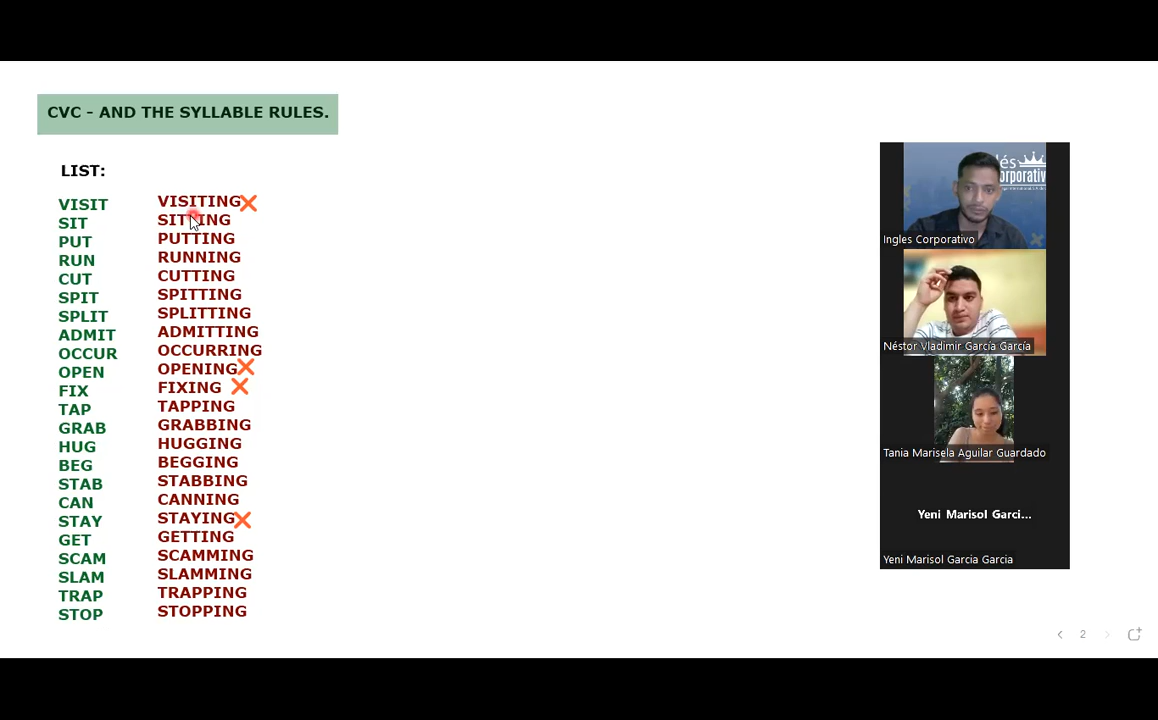 CVC - AND THE SYLLABLE RULES.
LIST:
VISIT VISITING
SIT SITTING
PUT PUTTING
RUN RUNNING
CUT CUTTING
SPIT SPITTING
SPLIT SPLITTING
ADMIT ADMITTING
OCCUR OCCURRING
OPEN OPENING
FIX FIXING
TAP TAPPING
GRAB GRABBING
HUG HUGGING
BEG BEGGING
STAB STABBING
CAN CANNING
STAY STAYING
GET GETTING
SCAM SCAMMING
SLAM SLAMMING
TRAP TRAPPING
STOP STOPPING
és
orporativ
Ingles Corporativo
Néstor Vladimir García García
Tania Marisela Aguilar Guardado
Yeni Marisol Garci...
Yeni Marisol Garcia Garcia
2